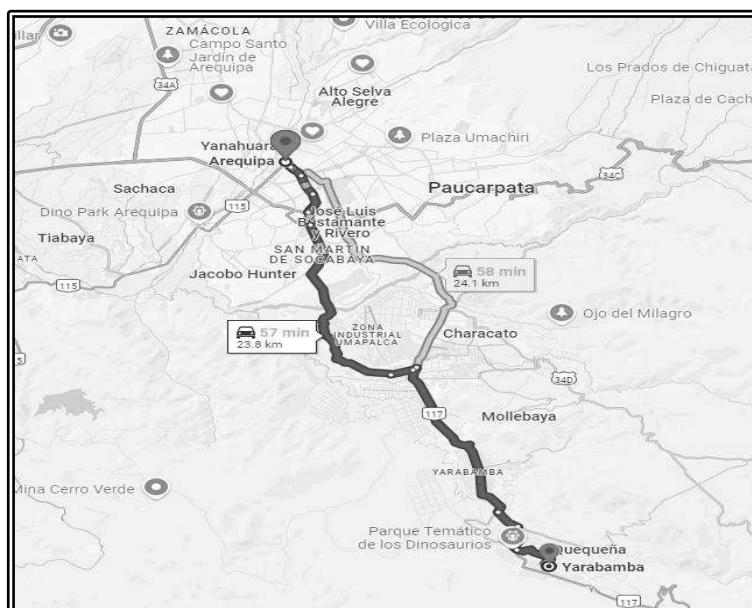 ZAMÁCOLA
Villa Ecologica
illar
Campo Santo
Jardín de
Arequipa
34A
Alto Selva
Alegre
Los Prados de Chiguata
Plaza de Cach
Yanahuara
Arequipa
Plaza Umachiri
34C
Sachaca
Paucarpata
Dino Park Arequipa
115
José Luis
Bustamante
y Rivero
Tiabaya
ATA
SAN MARTIN
DE SOCABAYA
115
Jacobo Hunter
58 min
24.1 km
57 min
23.8 km
ZONA
INDUSTRIAL
UMAPALCA
Characato
Ojo del Milagro
34D
117
Mollebaya
YARABAMBA
Mina Cerro Verde
Parque Temático
de los Dinosaurios
Quequeña
Yarabamba
117